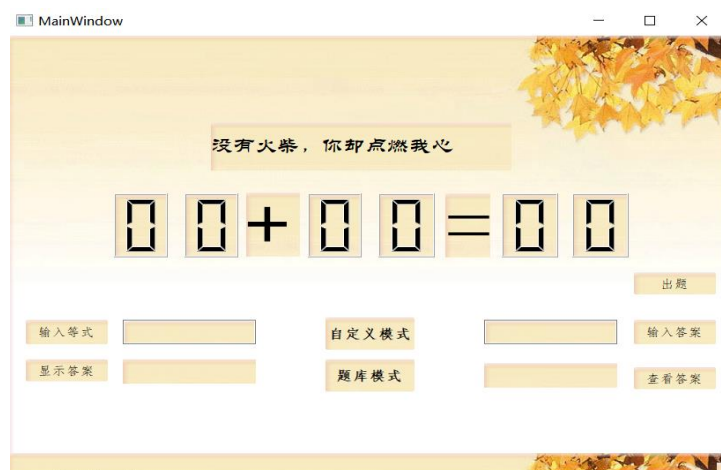 MainWindow
没有火柴，你却点燃我心
00+00=00
出题
输入等式
自定义模式
输入答案
显示答案
题库模式
查看答案